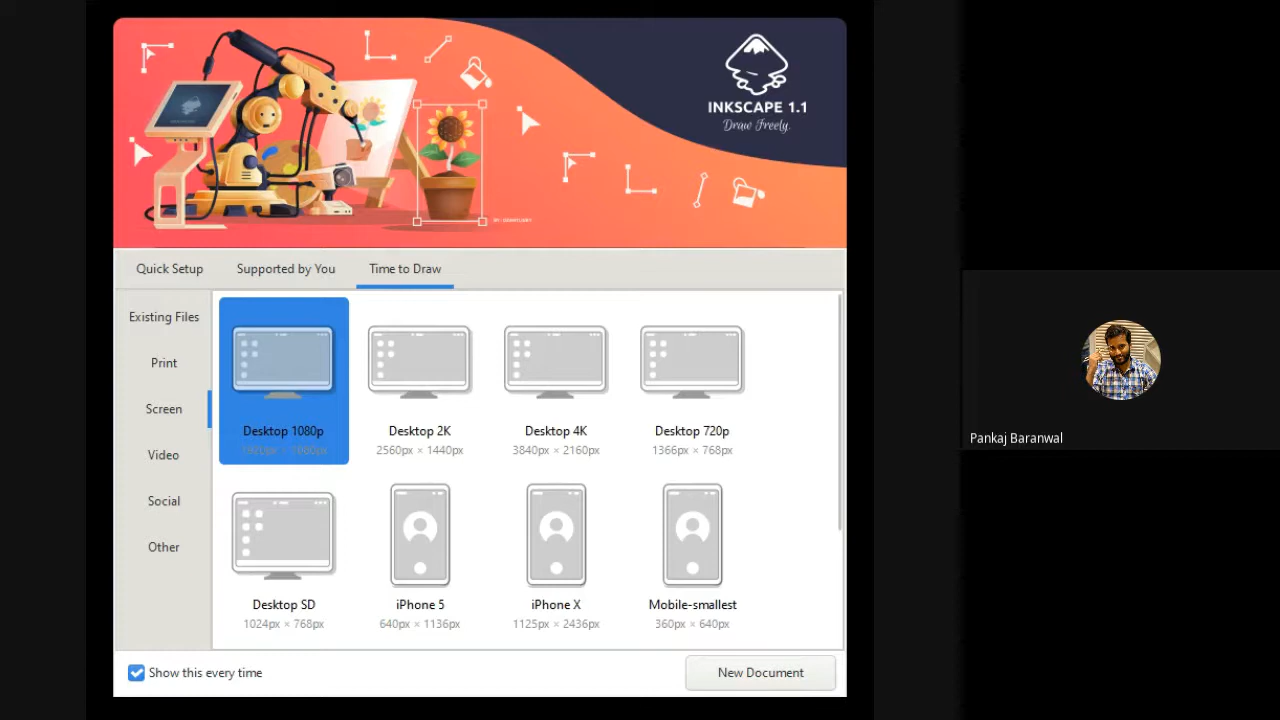 INKSCAPE 1.1
Draw Freely.
Quick Setup
Supported by You
Time to Draw
Existing Files
Print
Screen
Video
Social
Other
Desktop 1080p
1920px × 1080px
Desktop 2K
2560px × 1440px
Desktop 4K
3840px × 2160px
Desktop 720p
1366px × 768px
Desktop SD
1024px × 768px
iPhone 5
640px × 1136px
iPhone X
1125px × 2436px
Mobile-smallest
360px × 640px
Show this every time
New Document
Pankaj Baranwal